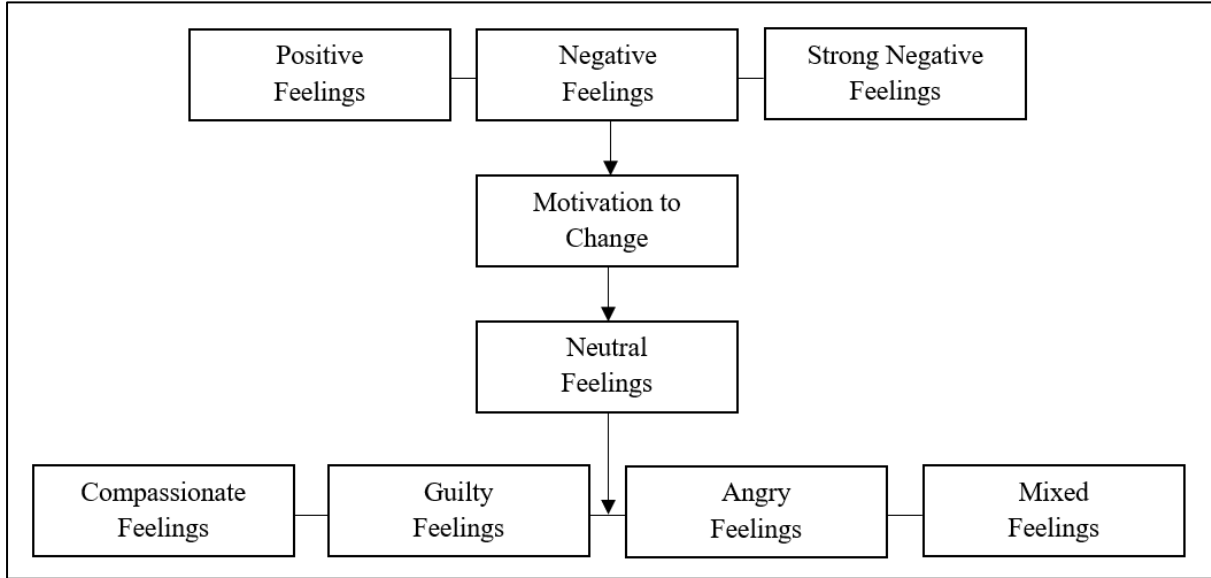 Positive
Feelings
Negative
Feelings
Strong Negative
Feelings
Motivation to
Change
Neutral
Feelings
Compassionate
Feelings
Guilty
Feelings
Angry
Feelings
Mixed
Feelings